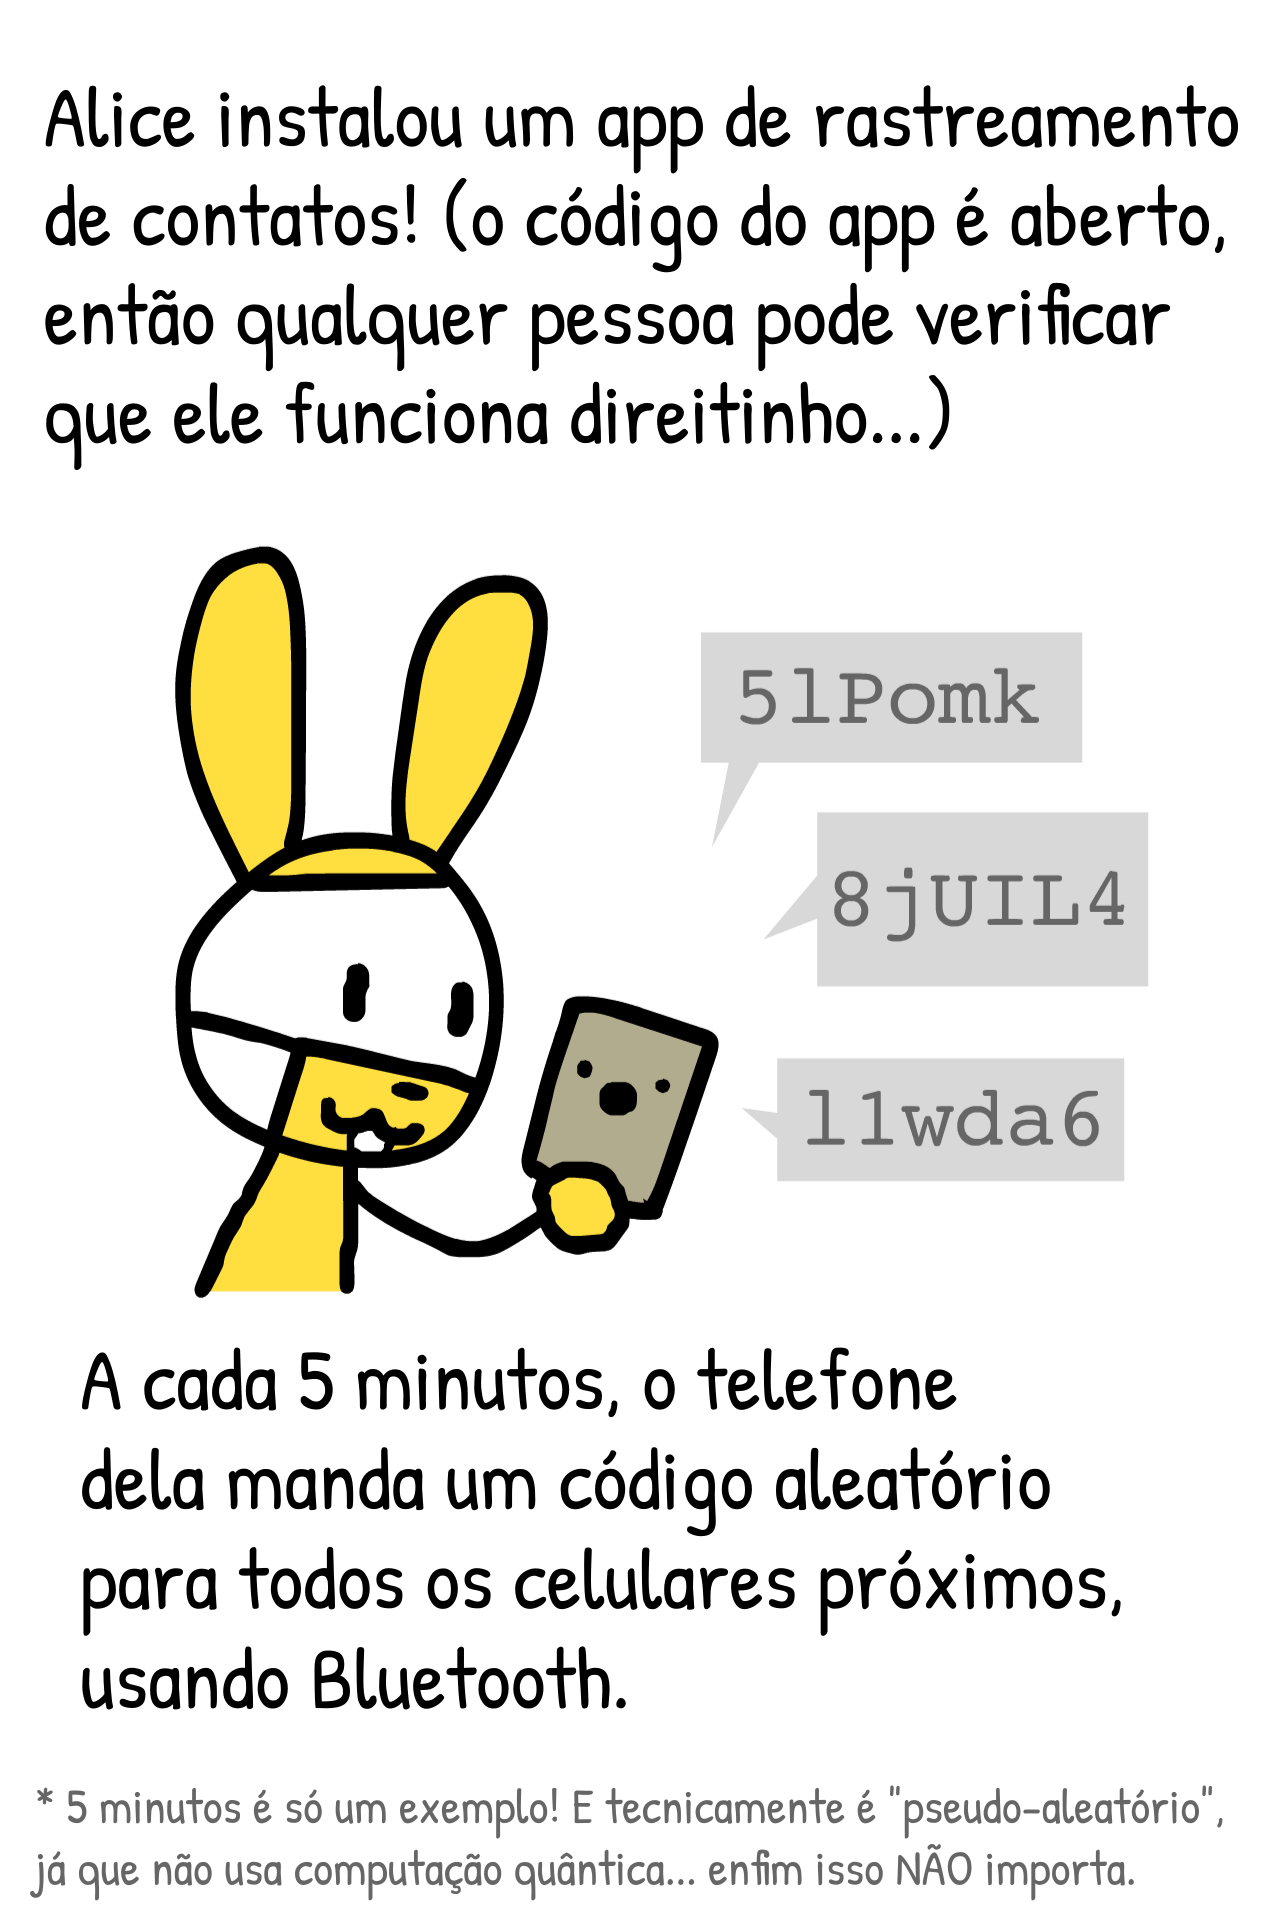 Alice instalou um app de rastreamento
de contatos! (o código do app é aberto,
então qualquer pessoa pode verificar
que ele funciona direitinho...)
5lPomk
8jUIL4
l1wda6
A cada 5 minutos, o telefone
dela manda um código aleatório
para todos os celulares próximos,
usando Bluetooth.
* 5 minutos é só um exemplo! E tecnicamente é "pseudo-aleatório",
já que não usa computação quântica... enfim isso NÃO importa.